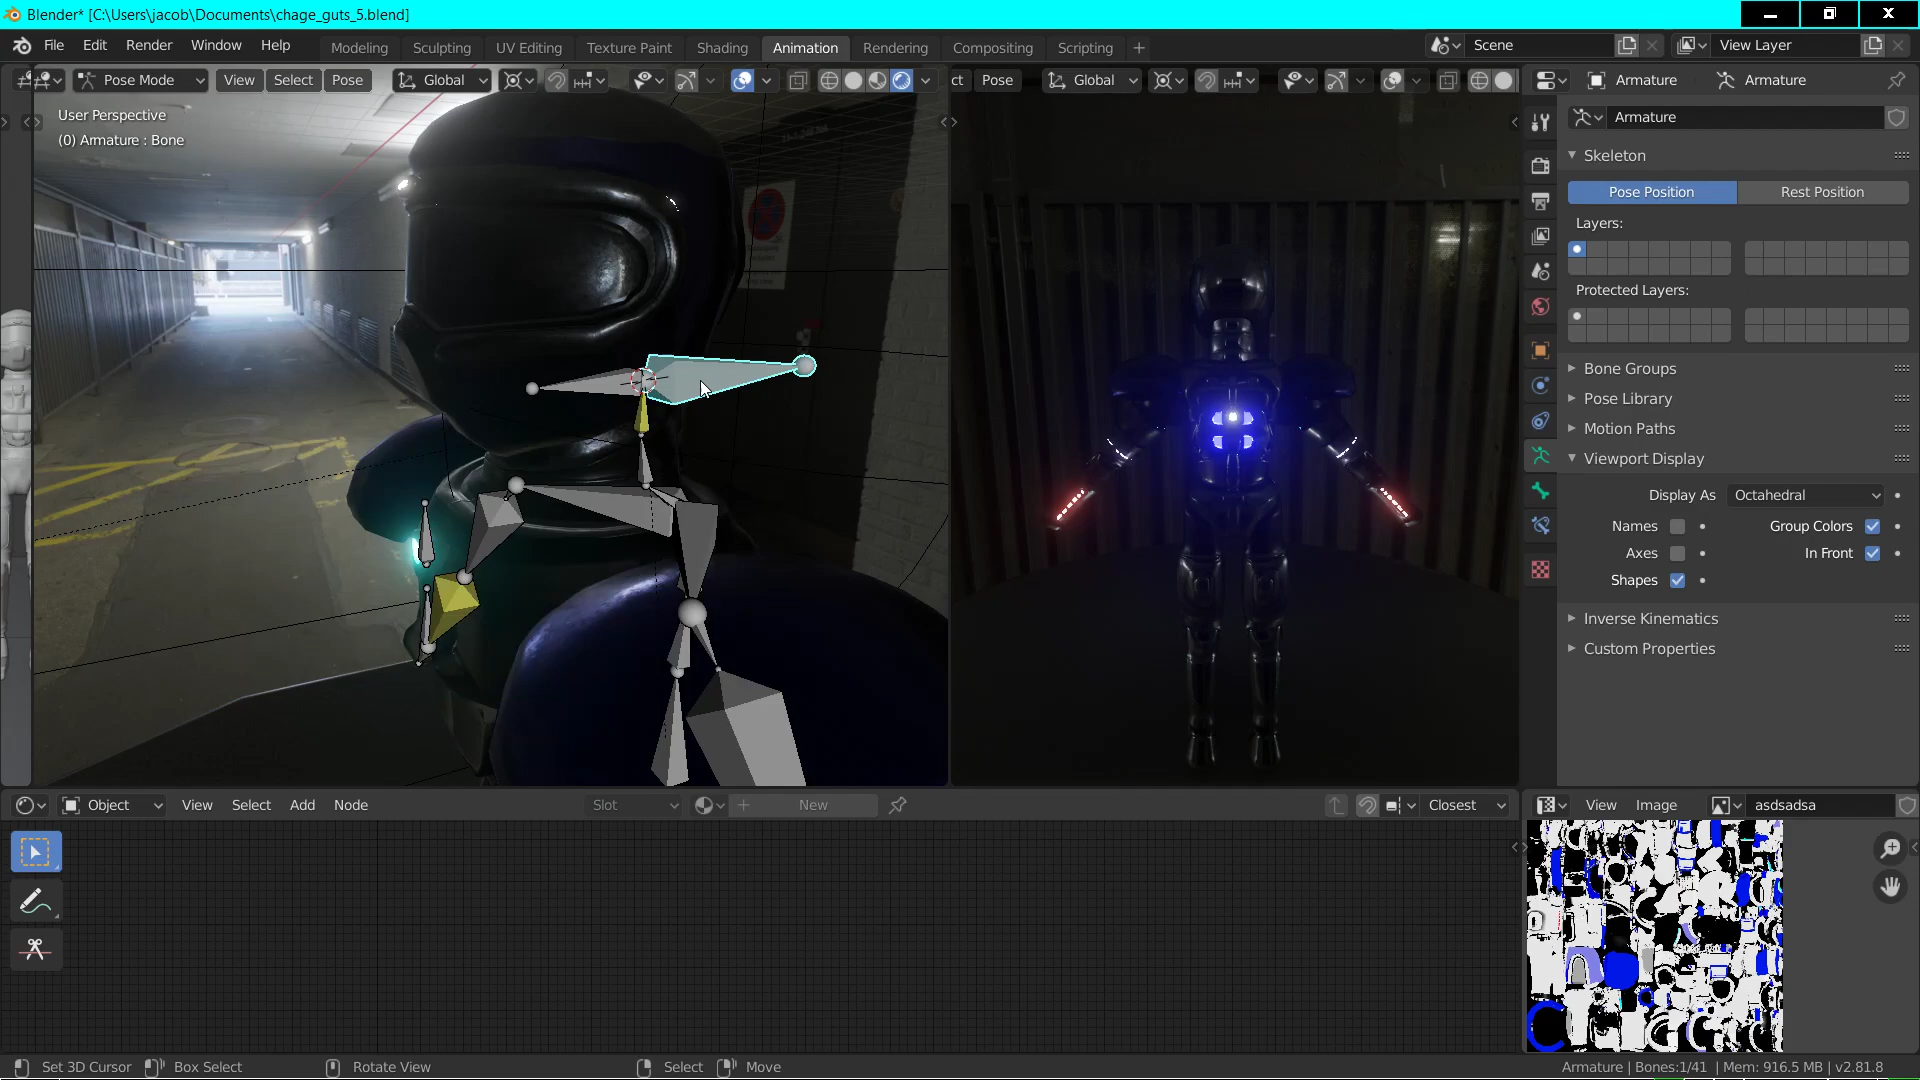 Blender* [C:\Users\jacob\Documents\chage_guts_5.blend]
File Edit Render Window Help Modeling Sculpting UV Editing Texture Paint Shading Animation Rendering Compositing Scripting + Scene View Layer
Pose Mode View Select Pose Global
ct Pose Global
Armature Armature
User Perspective
(0) Armature : Bone
Armature
Skeleton
Pose Position Rest Position
Layers:
Protected Layers:
Bone Groups
Pose Library
Motion Paths
Viewport Display
Display As Octahedral
Names Group Colors
Axes In Front
Shapes
Inverse Kinematics
Custom Properties
Object View Select Add Node Slot New Closest
View Image asdsadsa
Set 3D Cursor Box Select Rotate View Select Move Armature | Bones:1/41 | Mem: 916.5 MB | v2.81.8